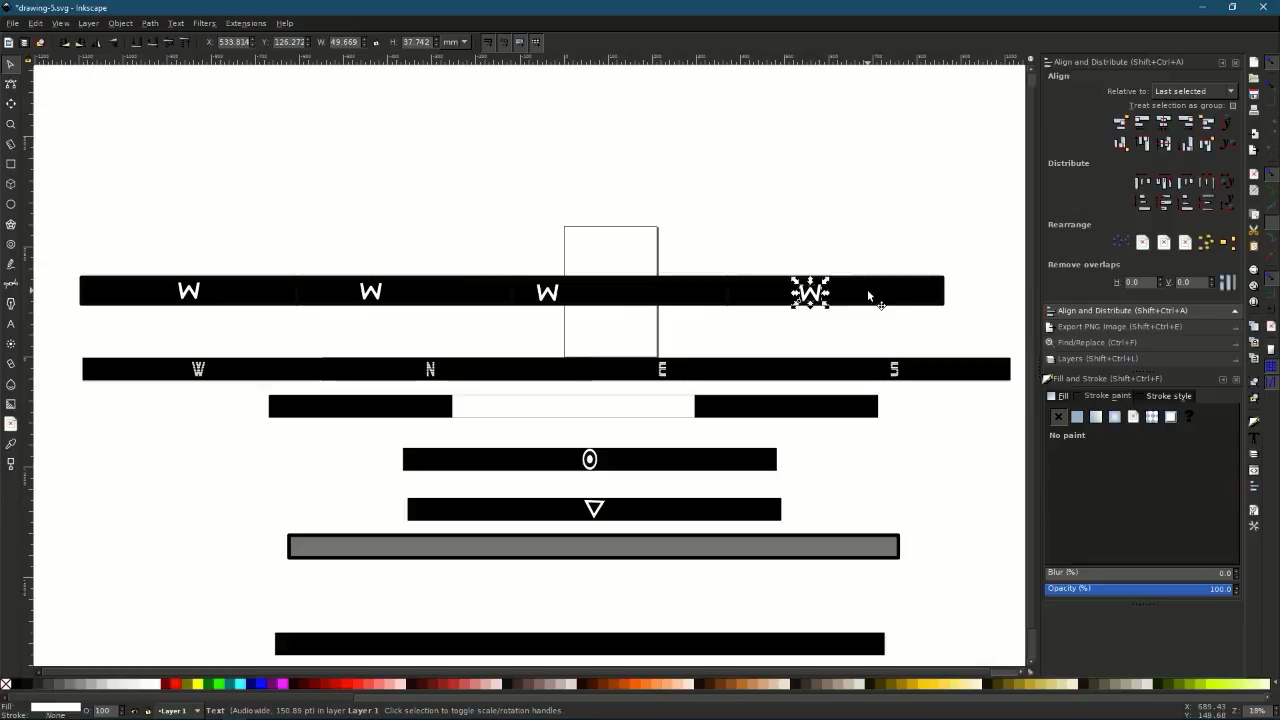 *drawing-5.svg - Inkscape
File Edit View Layer Object Path Text Filters Extensions Help
X: 533.814 Y: 126.272 W: 49.669 H: 37.742 mm
Align and Distribute (Shift+Ctrl+A)
Align
Relative to: Last selected
Treat selection as group:
Distribute
Rearrange
Remove overlaps
H: 0.0 V: 0.0
Align and Distribute (Shift+Ctrl+A)
Export PNG Image (Shift+Ctrl+E)
Find/Replace (Ctrl+F)
Layers (Shift+Ctrl+L)
Fill and Stroke (Shift+Ctrl+F)
Fill Stroke paint Stroke style
No paint
Blur (%) 0.0
Opacity (%) 100.0
W W W W
W N E S
Fill:
Stroke: None
O: 100
Layer 1
Text (Audiowide, 150.89 pt) in layer Layer 1 Click selection to toggle scale/rotation handles.
X: 689.43
Y: 149.68
Z: 18%